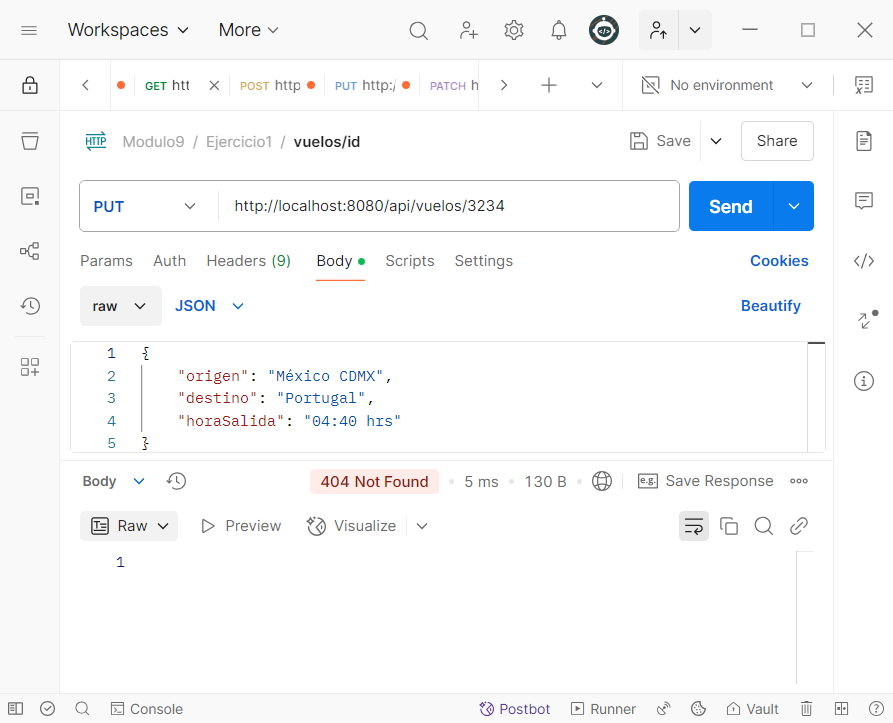 Workspaces More
GET htt POST http PUT http:/ PATCH h No environment
HTTP Modulo9 / Ejercicio1 / vuelos/id Save Share
PUT http://localhost:8080/api/vuelos/3234 Send
Params Auth Headers (9) Body Scripts Settings Cookies
raw JSON Beautify
1 {
2 "origen": "México CDMX",
3 "destino": "Portugal",
4 "horaSalida": "04:40 hrs"
5 }
Body 404 Not Found 5 ms 130 B e.g. Save Response
Raw Preview Visualize
1
Console Postbot Runner Vault